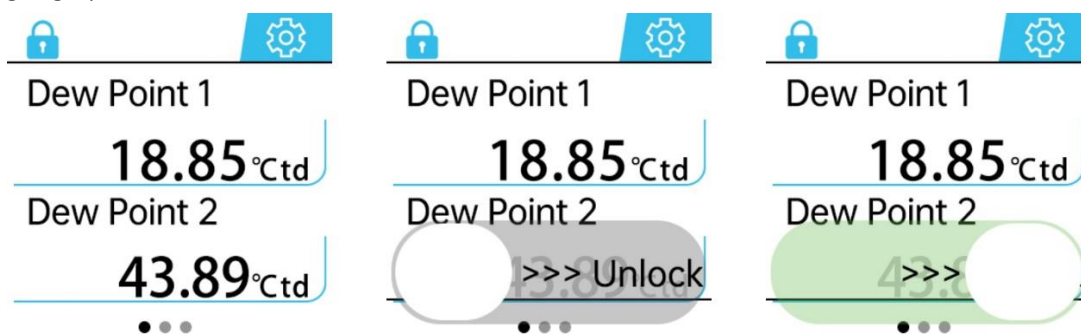 Dew Point 1
18.85 °Ctd
Dew Point 2
43.89 °Ctd
Dew Point 1
18.85 °Ctd
Dew Point 2
>>> Unlock
Dew Point 1
18.85 °Ctd
Dew Point 2
>>>